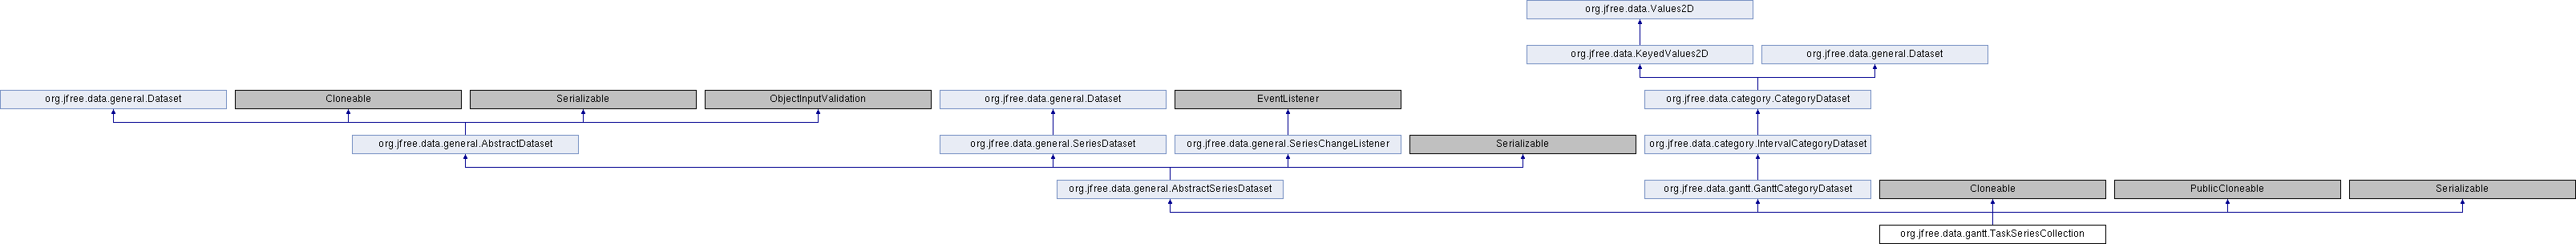 org.jfree.data.Values2D
org.jfree.data.KeyedValues2D
org.jfree.data.general.Dataset
org.jfree.data.general.Dataset
Cloneable
Serializable
ObjectInputValidation
org.jfree.data.general.Dataset
EventListener
org.jfree.data.category.CategoryDataset
org.jfree.data.general.AbstractDataset
org.jfree.data.general.SeriesDataset
org.jfree.data.general.SeriesChangeListener
Serializable
org.jfree.data.category.IntervalCategoryDataset
org.jfree.data.general.AbstractSeriesDataset
org.jfree.data.gantt.GanttCategoryDataset
Cloneable
PublicCloneable
Serializable
org.jfree.data.gantt.TaskSeriesCollection